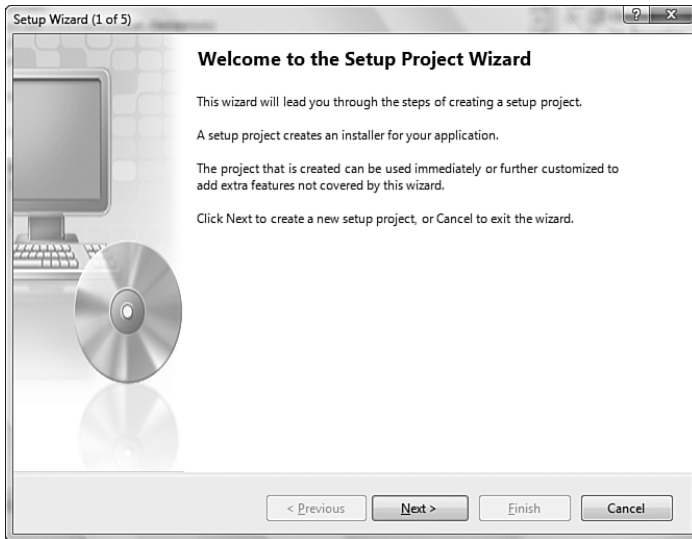 Setup Wizard (1 of 5)
Welcome to the Setup Project Wizard
This wizard will lead you through the steps of creating a setup project.
A setup project creates an installer for your application.
The project that is created can be used immediately or further customized to
add extra features not covered by this wizard.
Click Next to create a new setup project, or Cancel to exit the wizard.
< Previous Next > Finish Cancel